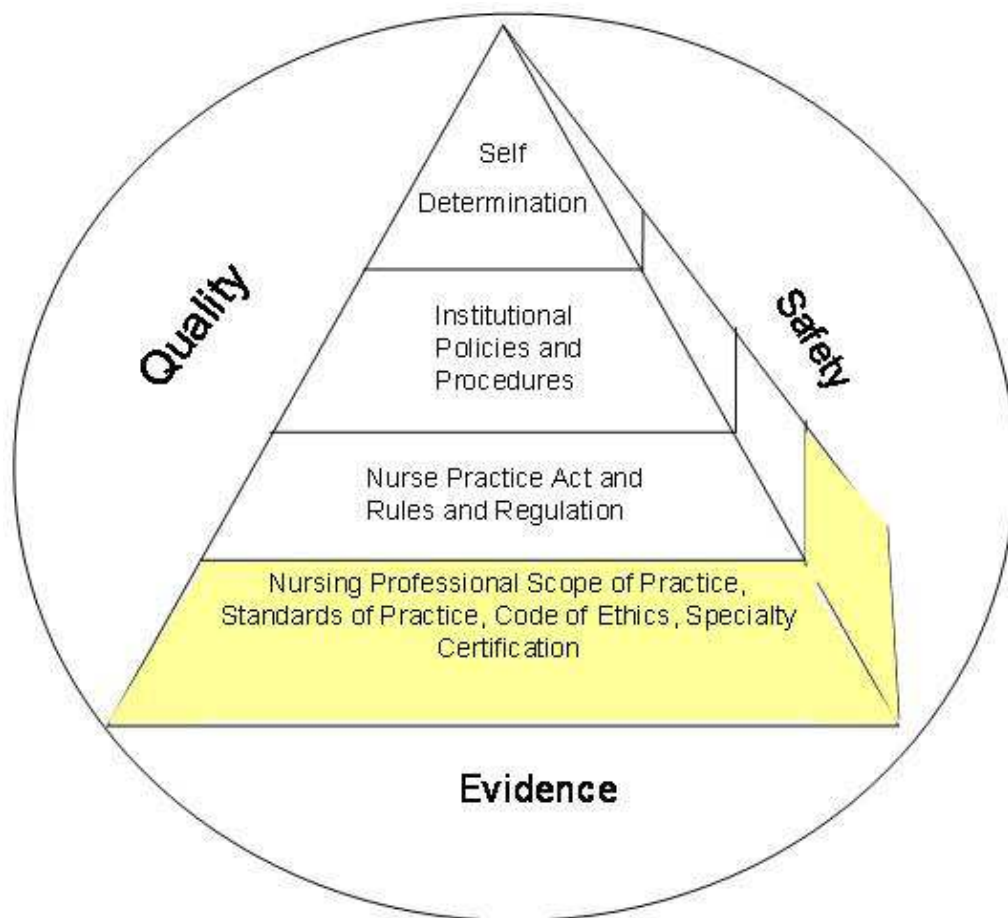 Self
Determination
Quality
Safety
Institutional
Policies and
Procedures
Nurse Practice Act and
Rules and Regulation
Nursing Professional Scope of Practice,
Standards of Practice, Code of Ethics, Specialty
Certification
Evidence